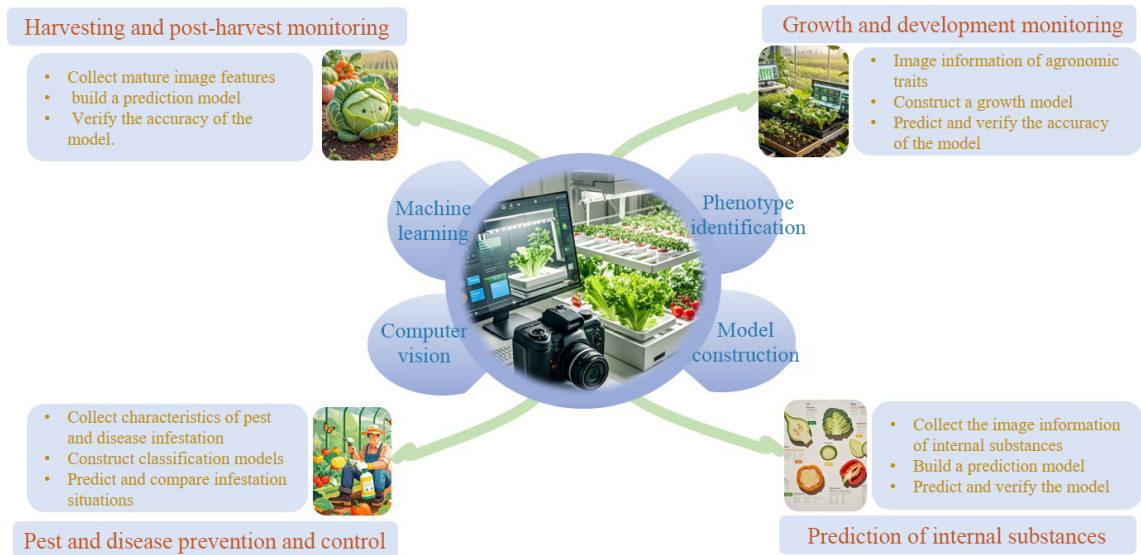 Harvesting and post-harvest monitoring
• Collect mature image features
• build a prediction model
• Verify the accuracy of the
model.
Growth and development monitoring
• Image information of agronomic
traits
• Construct a growth model
• Predict and verify the accuracy
of the model
Machine
learning
Phenotype
identification
Computer
vision
Model
construction
• Collect characteristics of pest
and disease infestation
• Construct classification models
• Predict and compare infestation
situations
Pest and disease prevention and control
• Collect the image information
of internal substances
• Build a prediction model
• Predict and verify the model
Prediction of internal substances